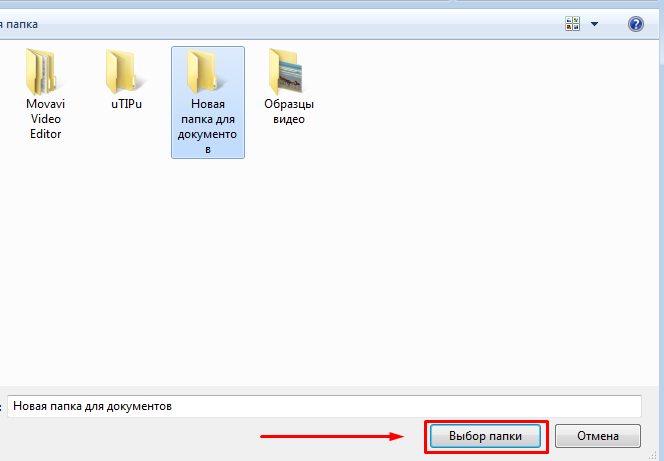 я папка
Movavi
Video
Editor
uTIPu
Новая
папка для
документо
в
Образцы
видео
Новая папка для документов
Выбор папки
Отмена